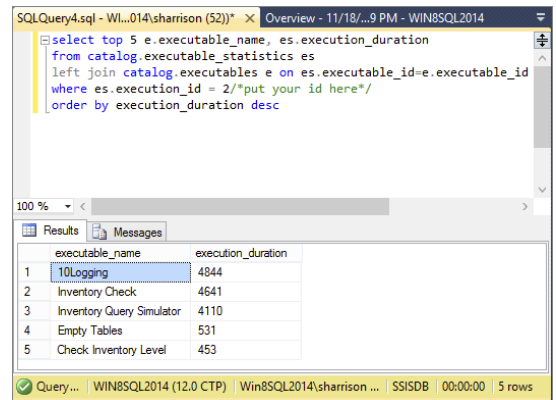 SQLQuery4.sql - WI...014\sharrison (52))* Overview - 11/18/...9 PM - WIN8SQL2014
select top 5 e.executable_name, es.execution_duration
from catalog.executable_statistics es
left join catalog.executables e on es.executable_id=e.executable_id
where es.execution_id = 2/*put your id here*/
order by execution_duration desc
100 %
Results Messages
executable_name execution_duration
1 10Logging 4844
2 Inventory Check 4641
3 Inventory Query Simulator 4110
4 Empty Tables 531
5 Check Inventory Level 453
Query... WIN8SQL2014 (12.0 CTP) Win8SQL2014\sharrison ... SSISDB 00:00:00 5 rows